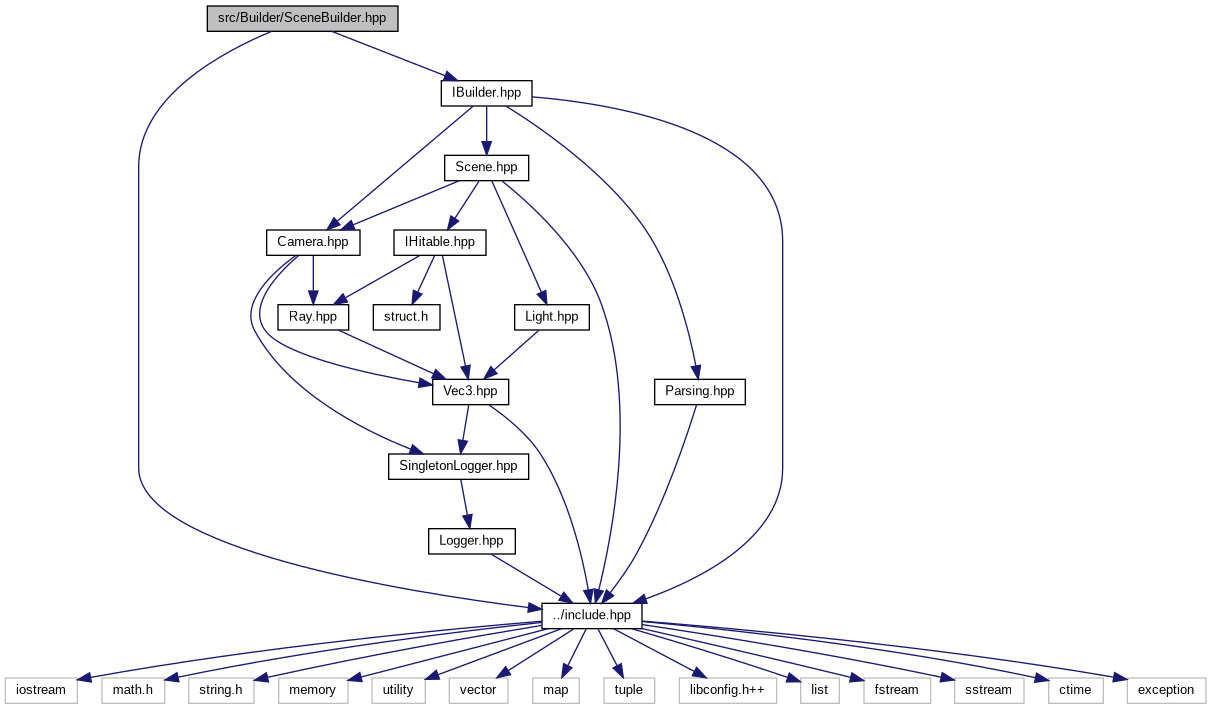 src/Builder/SceneBuilder.hpp
IBuilder.hpp
Scene.hpp
Camera.hpp
IHitable.hpp
Ray.hpp
struct.h
Light.hpp
Vec3.hpp
Parsing.hpp
SingletonLogger.hpp
Logger.hpp
../include.hpp
iostream
math.h
string.h
memory
utility
vector
map
tuple
libconfig.h++
list
fstream
sstream
ctime
exception